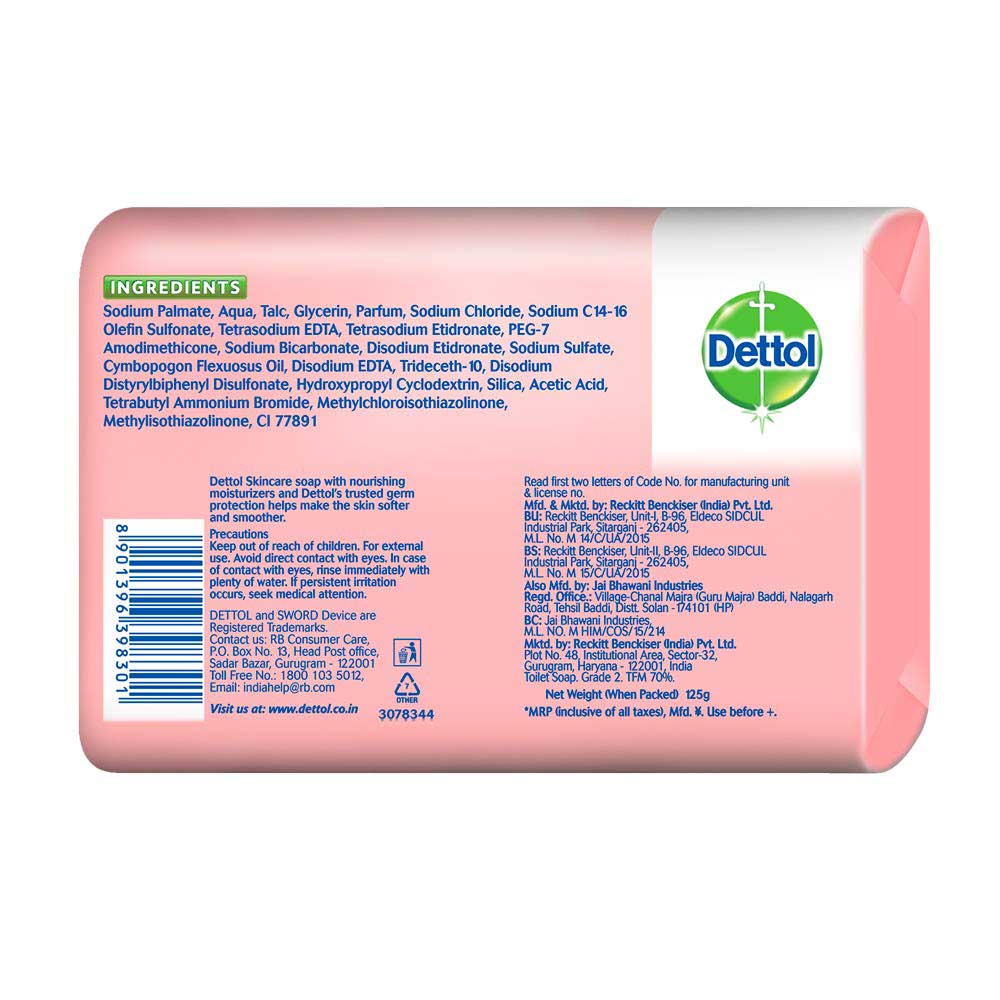 INGREDIENTS
Sodium Palmate, Aqua, Talc, Glycerin, Parfum, Sodium Chloride, Sodium C14-16
Olefin Sulfonate, Tetrasodium EDTA, Tetrasodium Etidronate, PEG-7
Amodimethicone, Sodium Bicarbonate, Disodium Etidronate, Sodium Sulfate,
Cymbopogon Flexuosus Oil, Disodium EDTA, Trideceth-10, Disodium
Distyrylbiphenyl Disulfonate, Hydroxypropyl Cyclodextrin, Silica, Acetic Acid,
Tetrabutyl Ammonium Bromide, Methylchloroisothiazolinone,
Methylisothiazolinone, CI 77891
Dettol
Dettol Skincare soap with nourishing
moisturizers and Dettol's trusted germ
protection helps make the skin softer
and smoother.
Precautions
Keep out of reach of children. For external
use. Avoid direct contact with eyes. In case
of contact with eyes, rinse immediately with
plenty of water. If persistent irritation
occurs, seek medical attention.
DETTOL and SWORD Device are
Registered Trademarks.
Contact us: RB Consumer Care,
P.O. Box No. 13, Head Post office,
Sadar Bazar, Gurugram - 122001
Toll Free No.: 1800 103 5012,
Email: indiahelp@rb.com
Visit us at: www.dettol.co.in
8 901396 398301
7
OTHER
3078344
Read first two letters of Code No. for manufacturing unit
& license no.
Mfd. & Mktd. by: Reckitt Benckiser (India) Pvt. Ltd.
BU: Reckitt Benckiser, Unit-I, B-96, Eldeco SIDCUL
Industrial Park, Sitarganj - 262405,
M.L. No. M 14/C/UA/2015
BS: Reckitt Benckiser, Unit-II, B-96, Eldeco SIDCUL
Industrial Park, Sitarganj - 262405,
M.L. No. M 15/C/UA/2015
Also Mfd. by: Jai Bhawani Industries
Regd. Office.: Village-Chanal Majra (Guru Majra) Baddi, Nalagarh
Road, Tehsil Baddi, Distt. Solan -174101 (HP)
BC: Jai Bhawani Industries,
M.L. NO. M HIM/COS/15/214
Mktd. by: Reckitt Benckiser (India) Pvt. Ltd.
Plot No. 48, Institutional Area, Sector-32,
Gurugram, Haryana - 122001, India
Toilet Soap. Grade 2. TFM 70%.
Net Weight (When Packed) 125g
*MRP (inclusive of all taxes), Mfd. ¥. Use before +.